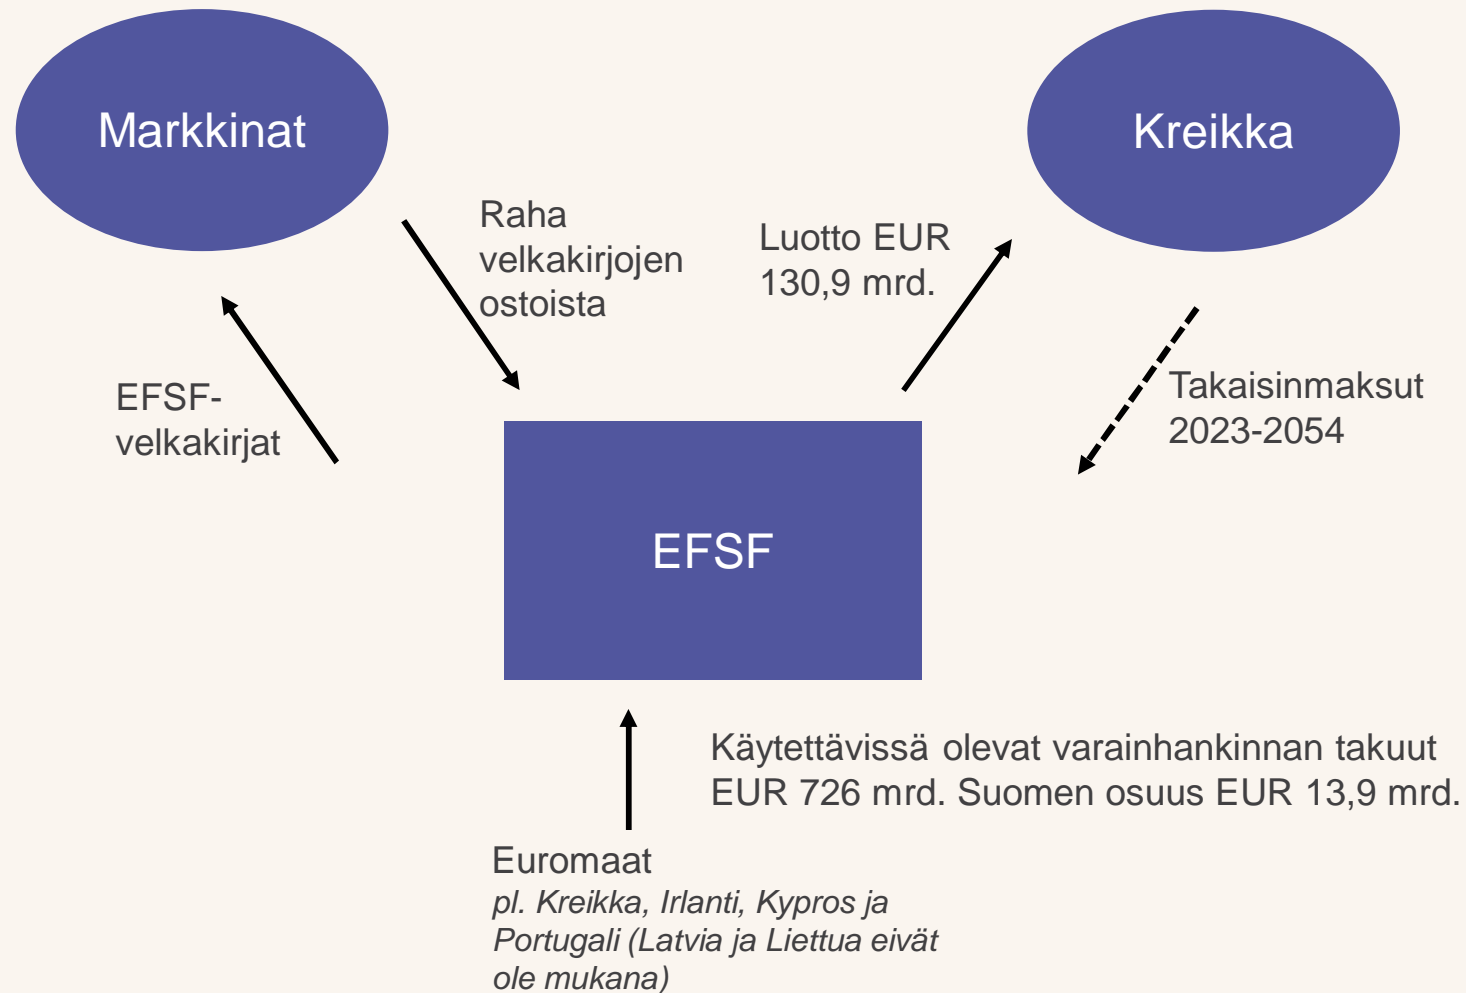 Markkinat
Kreikka
Raha
velkakirjojen
ostoista
Luotto EUR
130,9 mrd.
EFSF-
velkakirjat
Takaisinmaksut
2023-2054
EFSF
Käytettävissä olevat varainhankinnan takuut
EUR 726 mrd. Suomen osuus EUR 13,9 mrd.
Euromaat
pl. Kreikka, Irlanti, Kypros ja
Portugali (Latvia ja Liettua eivät
ole mukana)